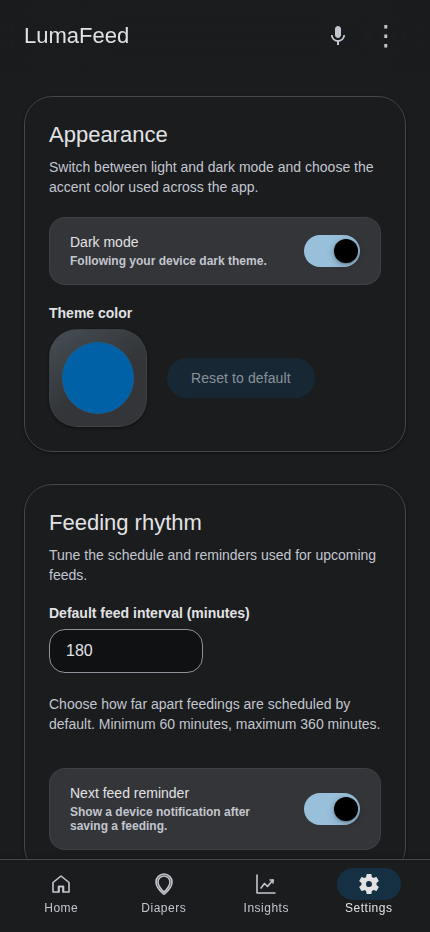 LumaFeed
Appearance
Switch between light and dark mode and choose the
accent color used across the app.
Dark mode
Following your device dark theme.
Theme color
Reset to default
Feeding rhythm
Tune the schedule and reminders used for upcoming
feeds.
Default feed interval (minutes)
180
Choose how far apart feedings are scheduled by
default. Minimum 60 minutes, maximum 360 minutes.
Next feed reminder
Show a device notification after
saving a feeding.
Home
Diapers
Insights
Settings